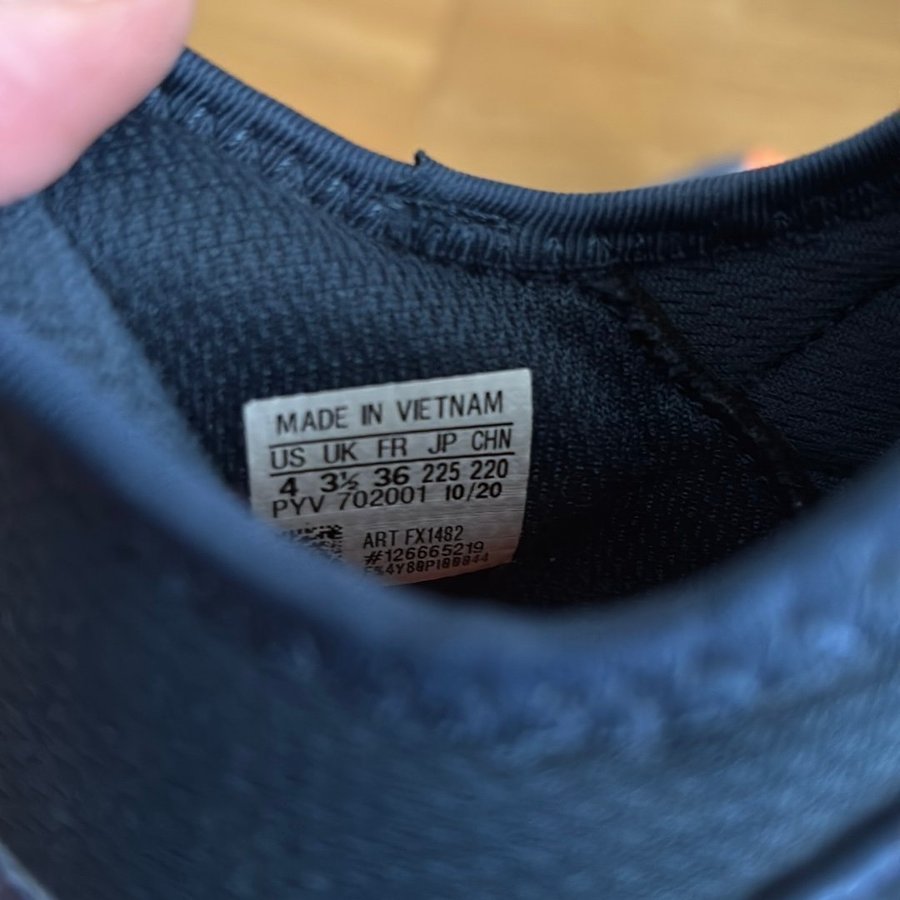 MADE IN VIETNAM
US UK FR JP CHN
4 3½ 36 225 220
PYV 702001 10/20
ART FX1482
#126665219